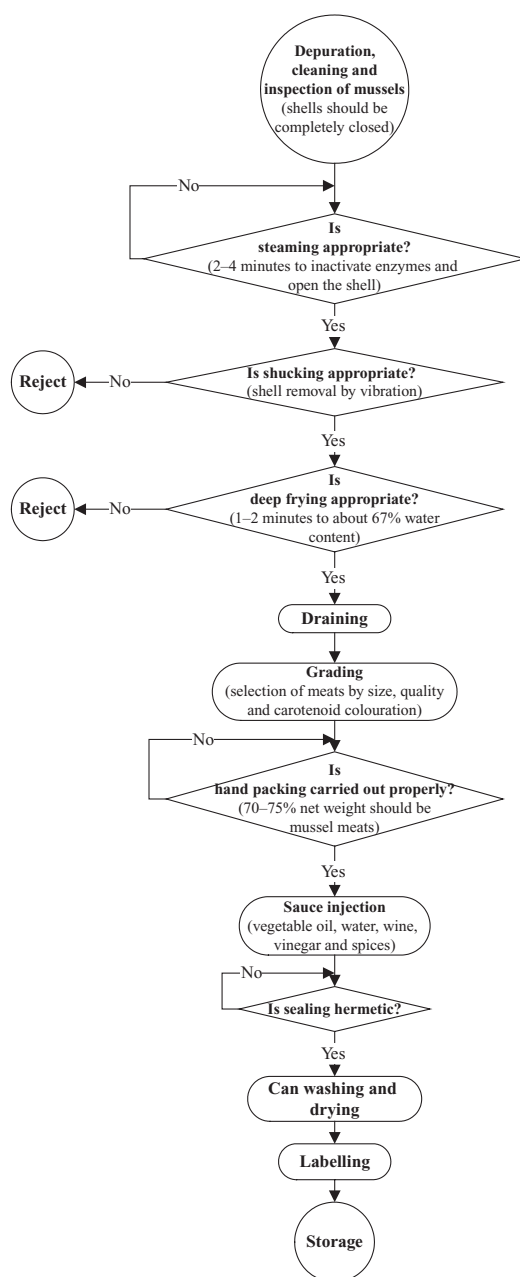 Depuration,
cleaning and
inspection of mussels
(shells should be
completely closed)
No
Is
steaming appropriate?
(2–4 minutes to inactivate enzymes and
open the shell)
Yes
Reject
No
Is shucking appropriate?
(shell removal by vibration)
Yes
Reject
No
Is
deep frying appropriate?
(1–2 minutes to about 67% water
content)
Yes
Draining
Grading
(selection of meats by size, quality
and carotenoid colouration)
No
Is
hand packing carried out properly?
(70–75% net weight should be
mussel meats)
Yes
Sauce injection
(vegetable oil, water, wine,
vinegar and spices)
No
Is sealing hermetic?
Yes
Can washing and
drying
Labelling
Storage